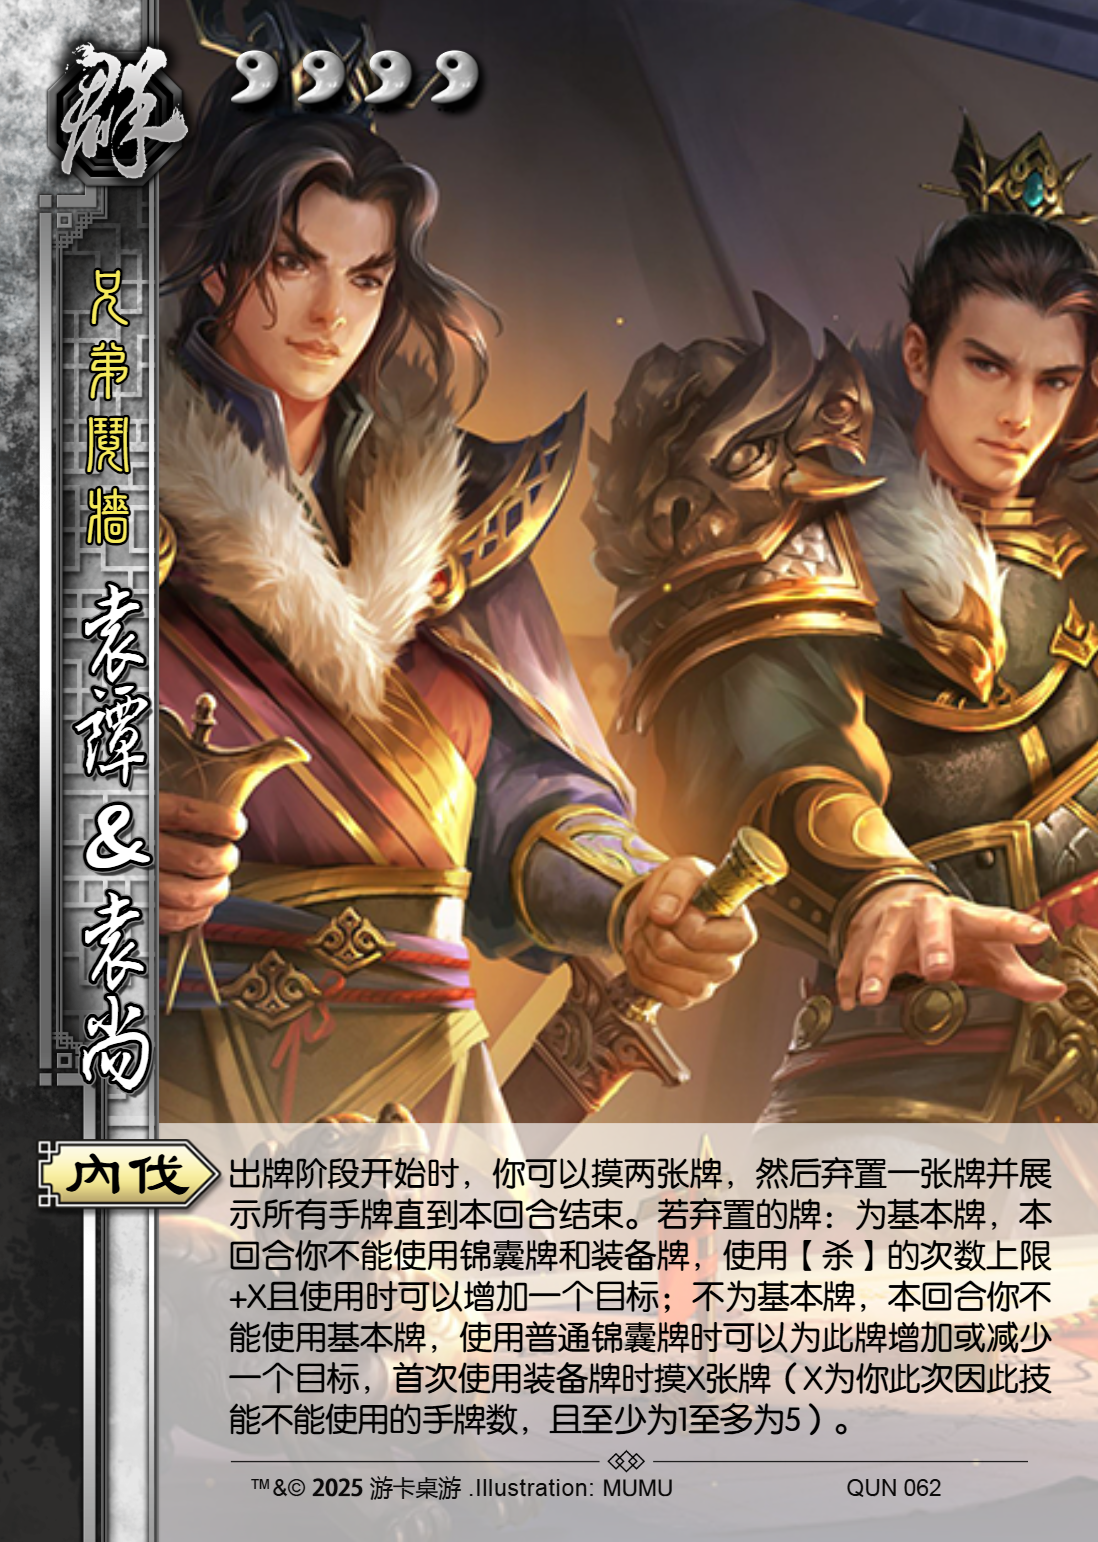 群
兄弟鬩牆
袁譚&袁尚
內伐
出牌阶段开始时，你可以摸两张牌，然后弃置一张牌并展
示所有手牌直到本回合结束。若弃置的牌：为基本牌，本
回合你不能使用锦囊牌和装备牌，使用【杀】的次数上限
+X且使用时可以增加一个目标；不为基本牌，本回合你不
能使用基本牌，使用普通锦囊牌时可以为此牌增加或减少
一个目标，首次使用装备牌时摸X张牌（X为你此次因此技
能不能使用的手牌数，且至少为1至多为5）。
™&© 2025 游卡桌游 .Illustration: MUMU
QUN 062